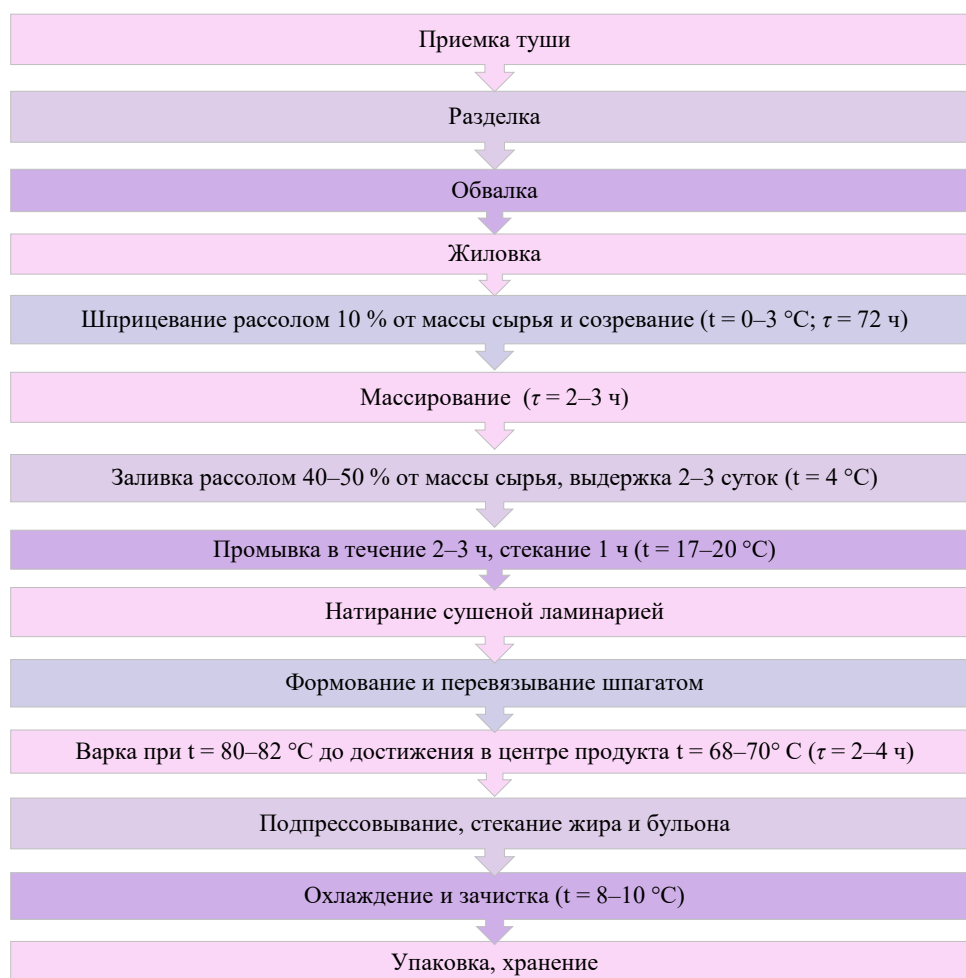 Приемка туши
Разделка
Обвалка
Жиловка
Шприцевание рассолом 10 % от массы сырья и созревание (t = 0–3 °C; τ = 72 ч)
Массирование (τ = 2–3 ч)
Заливка рассолом 40–50 % от массы сырья, выдержка 2–3 суток (t = 4 °C)
Промывка в течение 2–3 ч, стекание 1 ч (t = 17–20 °C)
Натирание сушеной ламинарией
Формование и перевязывание шпагатом
Варка при t = 80–82 °C до достижения в центре продукта t = 68–70° C (τ = 2–4 ч)
Подпрессовывание, стекание жира и бульона
Охлаждение и зачистка (t = 8–10 °C)
Упаковка, хранение